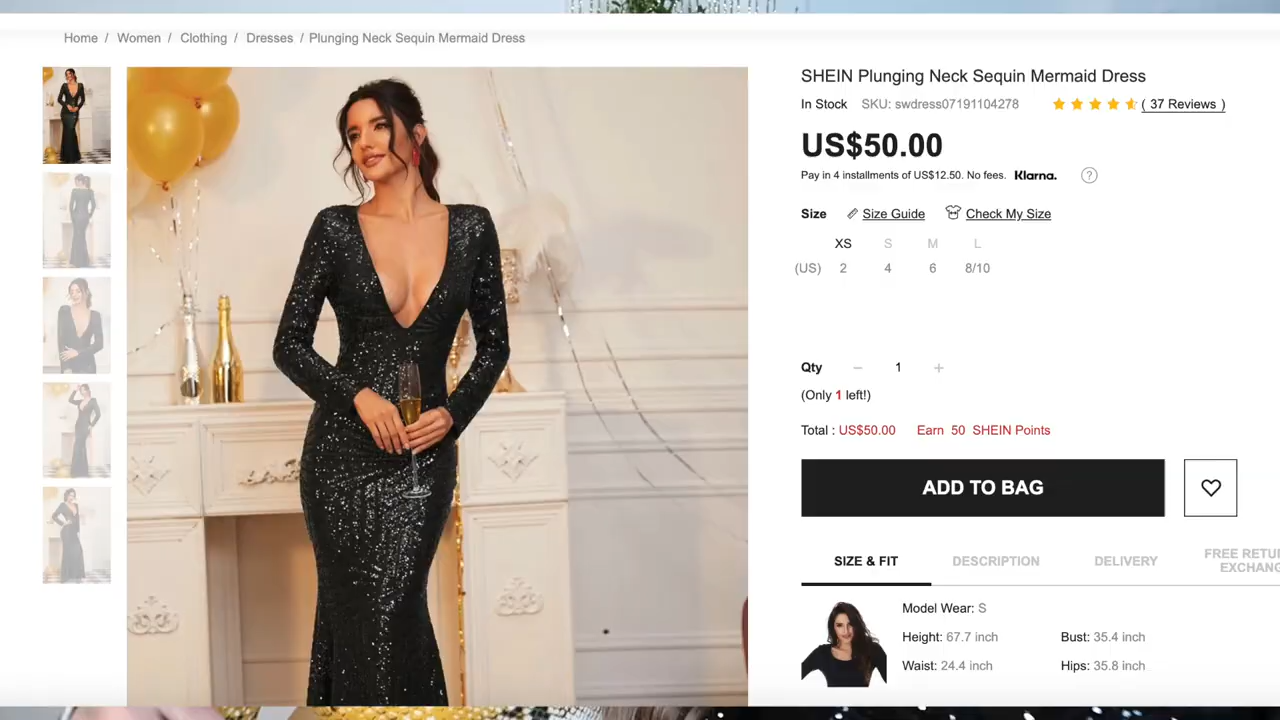 Home / Women / Clothing / Dresses / Plunging Neck Sequin Mermaid Dress
SHEIN Plunging Neck Sequin Mermaid Dress
In Stock SKU: swdress07191104278 ( 37 Reviews )
US$50.00
Pay in 4 installments of US$12.50. No fees. Klarna. ?
Size Size Guide Check My Size
XS S M L
(US) 2 4 6 8/10
Qty − 1 +
(Only 1 left!)
Total : US$50.00 Earn 50 SHEIN Points
ADD TO BAG
SIZE & FIT DESCRIPTION DELIVERY FREE RETU
EXCHANG
Model Wear: S
Height: 67.7 inch Bust: 35.4 inch
Waist: 24.4 inch Hips: 35.8 inch